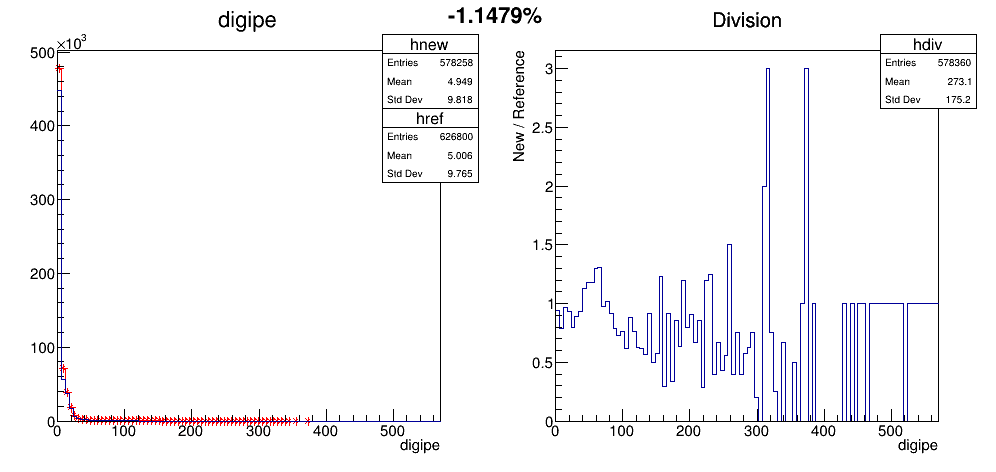 -1.1479%
digipe
×10³
500
400
300
200
100
0
0 100 200 300 400 500
digipe
hnew
Entries 578258
Mean 4.949
Std Dev 9.818
href
Entries 626800
Mean 5.006
Std Dev 9.765
Division
New / Reference
3
2.5
2
1.5
1
0.5
0
0 100 200 300 400 500
digipe
hdiv
Entries 578360
Mean 273.1
Std Dev 175.2